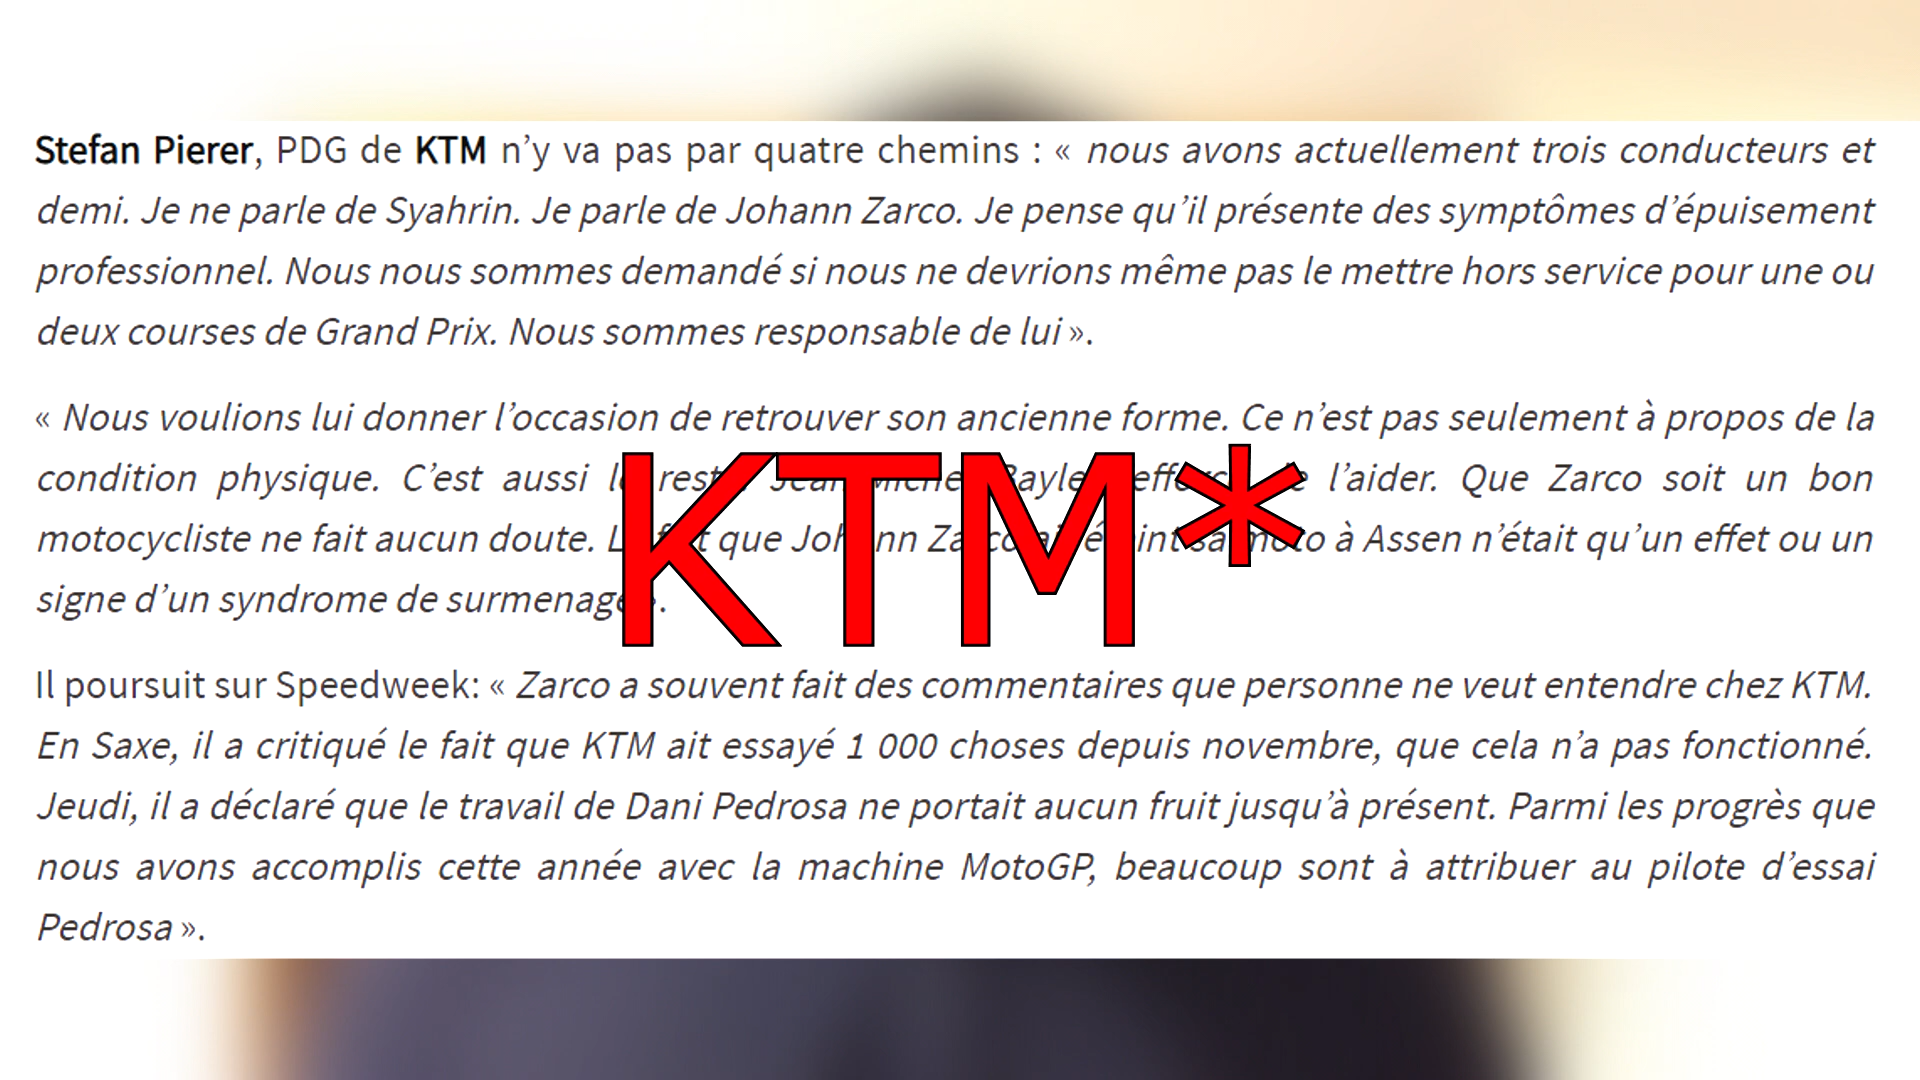 Stefan Pierer, PDG de KTM n’y va pas par quatre chemins : « nous avons actuellement trois conducteurs et
demi. Je ne parle de Syahrin. Je parle de Johann Zarco. Je pense qu’il présente des symptômes d’épuisement
professionnel. Nous nous sommes demandé si nous ne devrions même pas le mettre hors service pour une ou
deux courses de Grand Prix. Nous sommes responsable de lui ».
« Nous voulions lui donner l’occasion de retrouver son ancienne forme. Ce n’est pas seulement à propos de la
condition physique. C’est aussi Bayle l’aider. Que Zarco soit un bon
motocycliste ne fait aucun doute. que Johann Zarco sa moto à Assen n’était qu’un effet ou un
signe d’un syndrome de surmenage ».
KTM*
Il poursuit sur Speedweek: « Zarco a souvent fait des commentaires que personne ne veut entendre chez KTM.
En Saxe, il a critiqué le fait que KTM ait essayé 1 000 choses depuis novembre, que cela n’a pas fonctionné.
Jeudi, il a déclaré que le travail de Dani Pedrosa ne portait aucun fruit jusqu’à présent. Parmi les progrès que
nous avons accomplis cette année avec la machine MotoGP, beaucoup sont à attribuer au pilote d’essai
Pedrosa ».